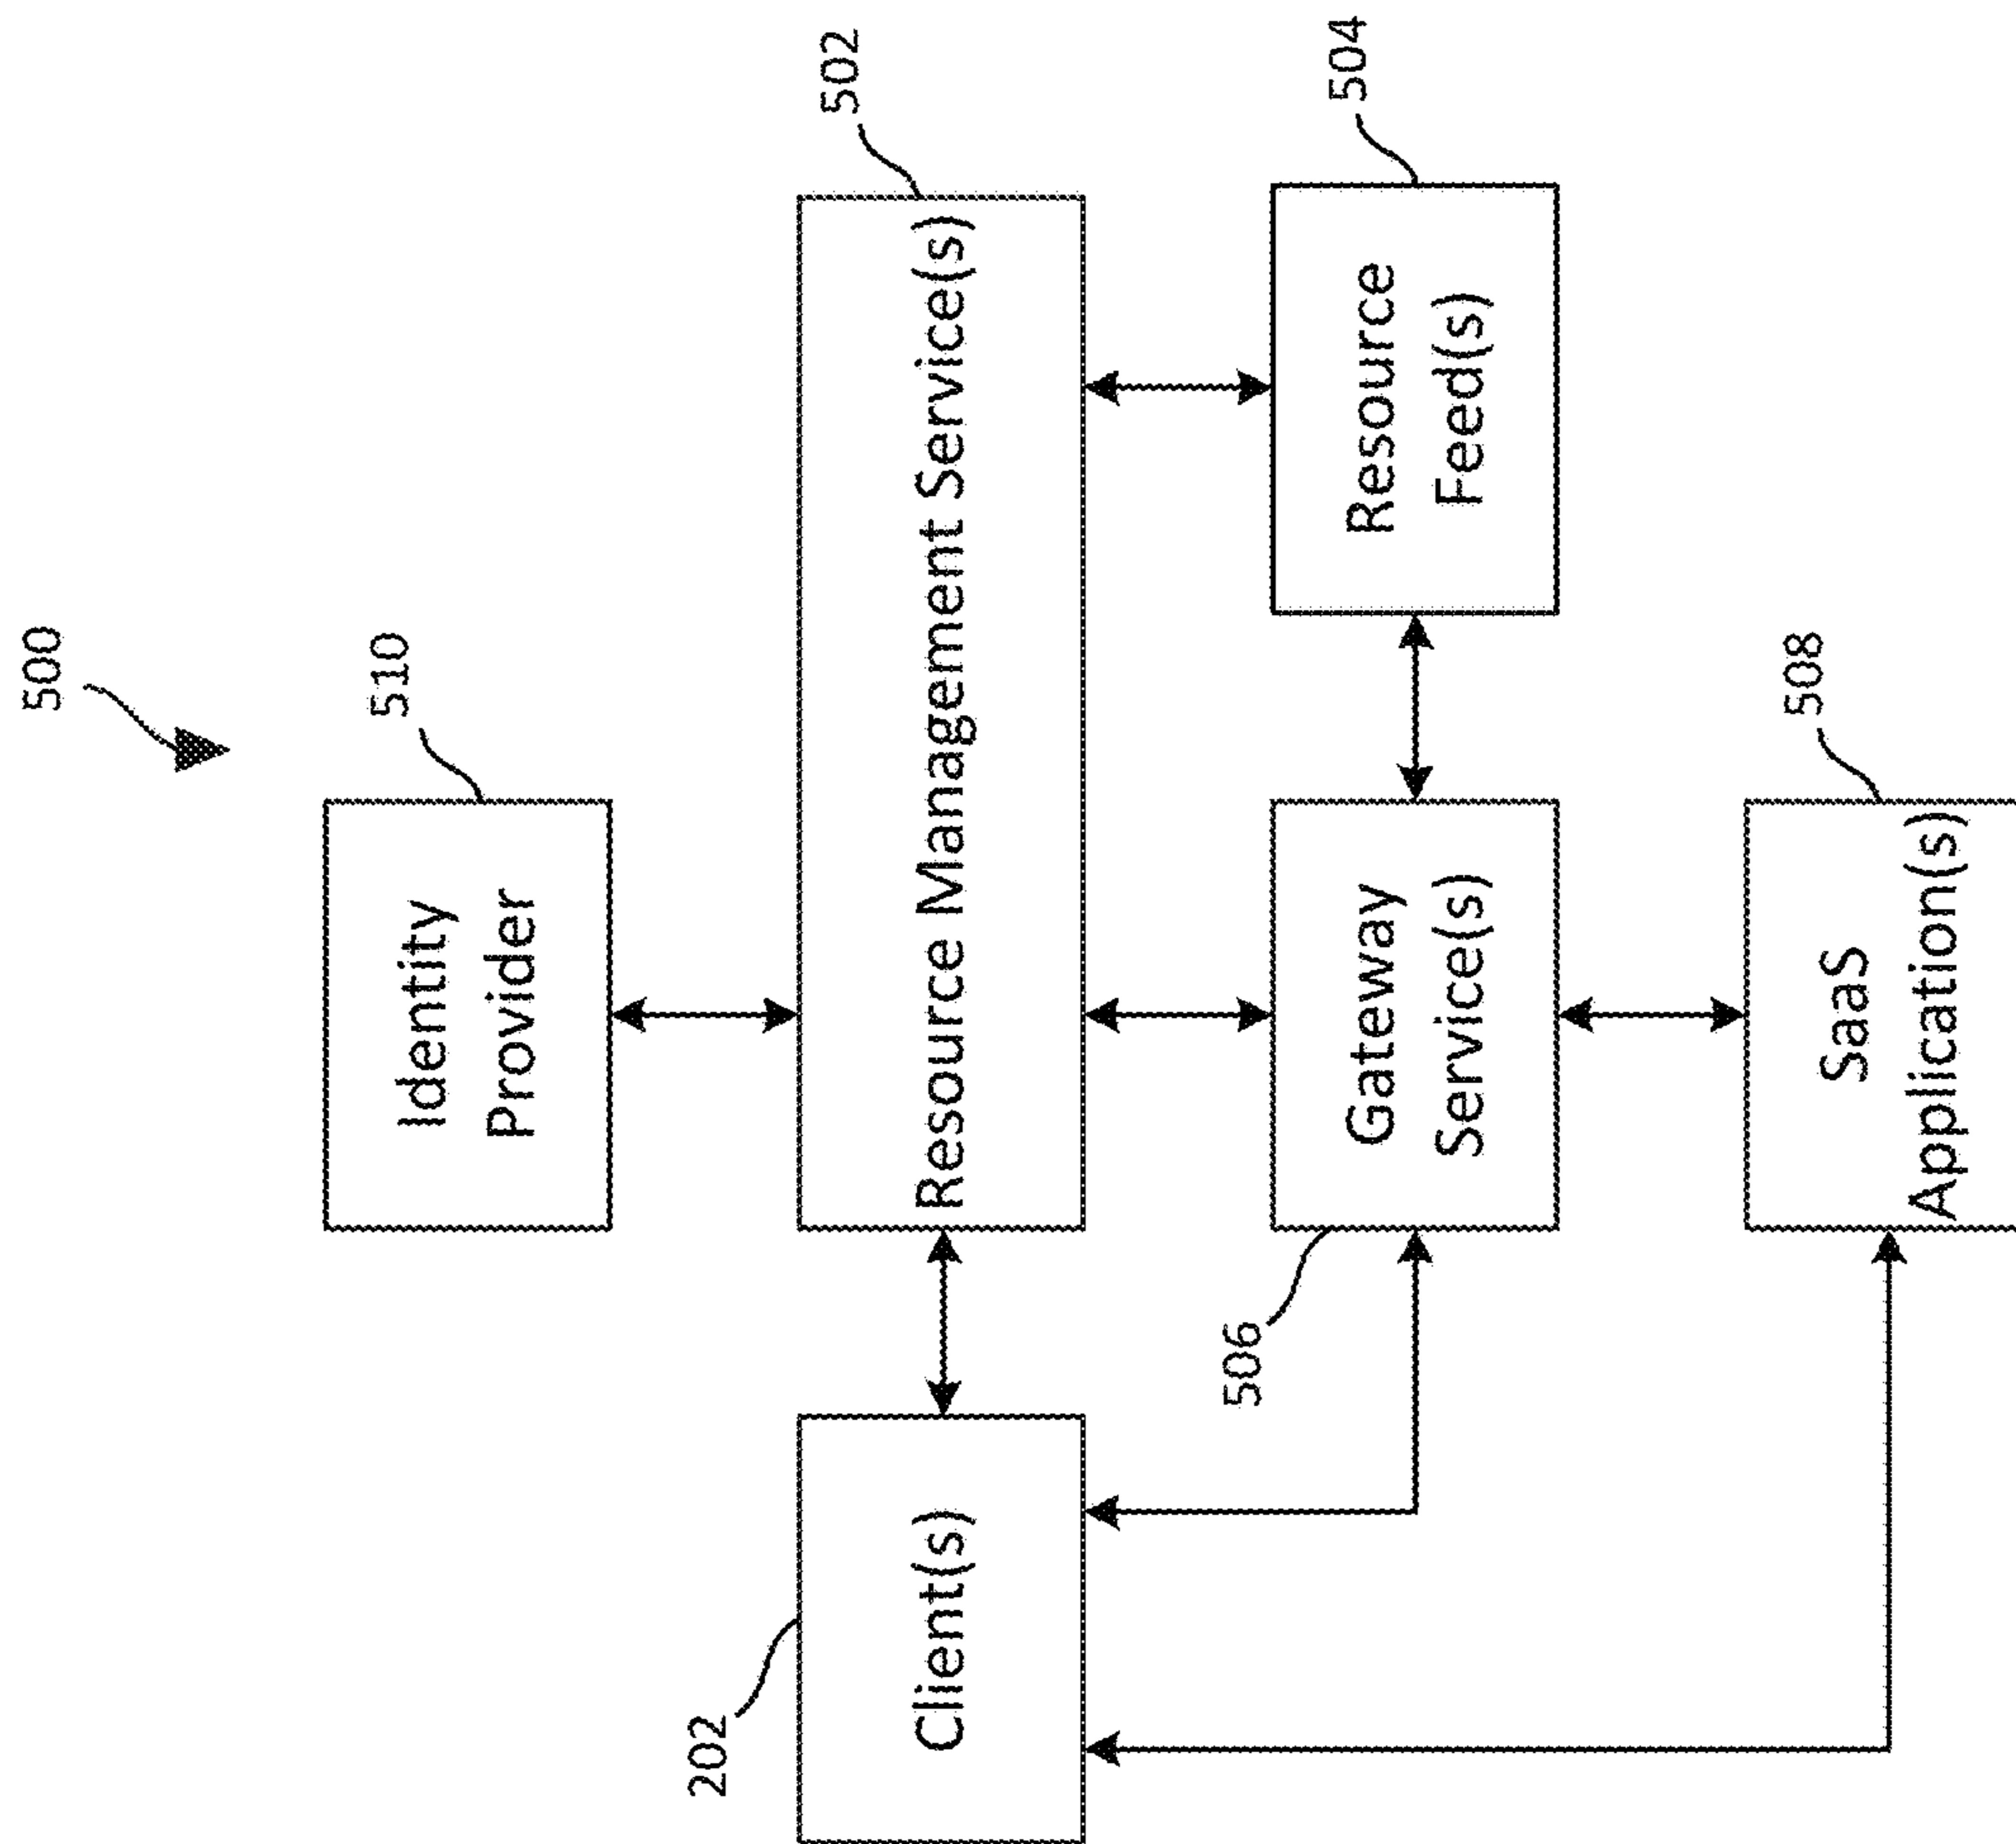 500
510
Identity
Provider
502
Resource Management Service(s)
202
Client(s)
504
Resource
Feed(s)
506
Gateway
Service(s)
508
SaaS
Application(s)